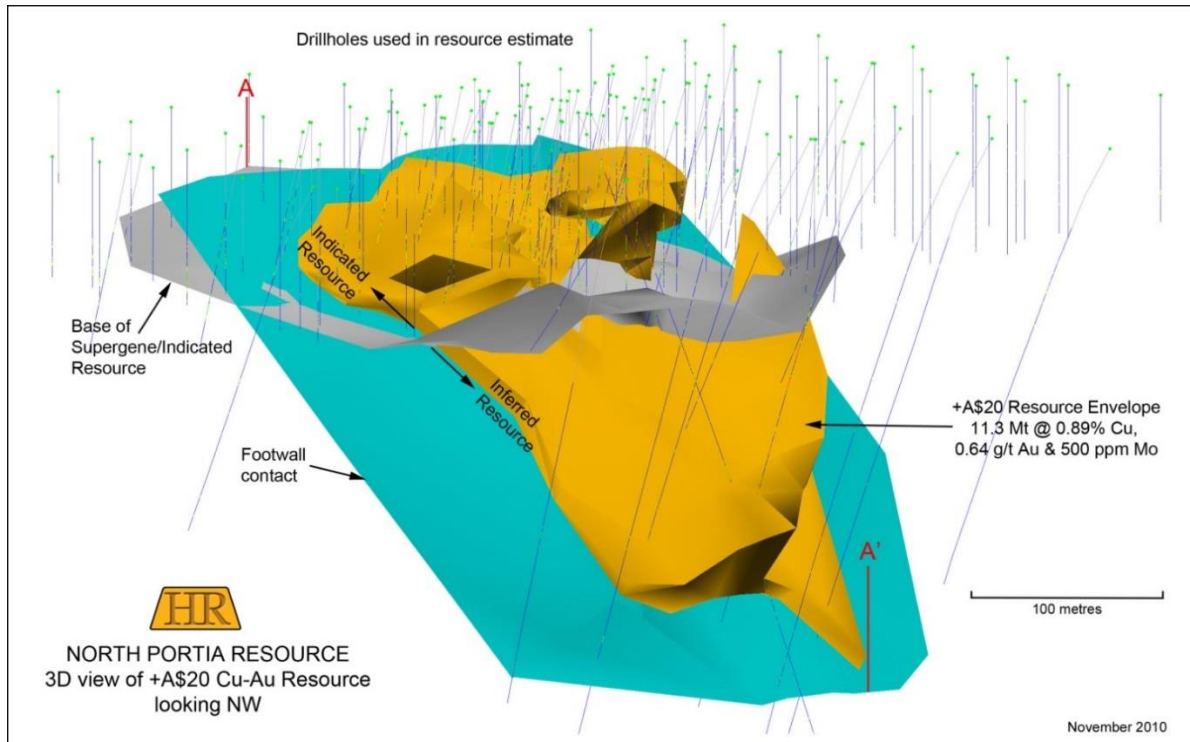 Drillholes used in resource estimate
A
Indicated
Resource
Base of
Supergene/Indicated
Resource
Inferred
Resource
+A$20 Resource Envelope
11.3 Mt @ 0.89% Cu,
0.64 g/t Au & 500 ppm Mo
Footwall
contact
A'
100 metres
HR
NORTH PORTIA RESOURCE
3D view of +A$20 Cu-Au Resource
looking NW
November 2010